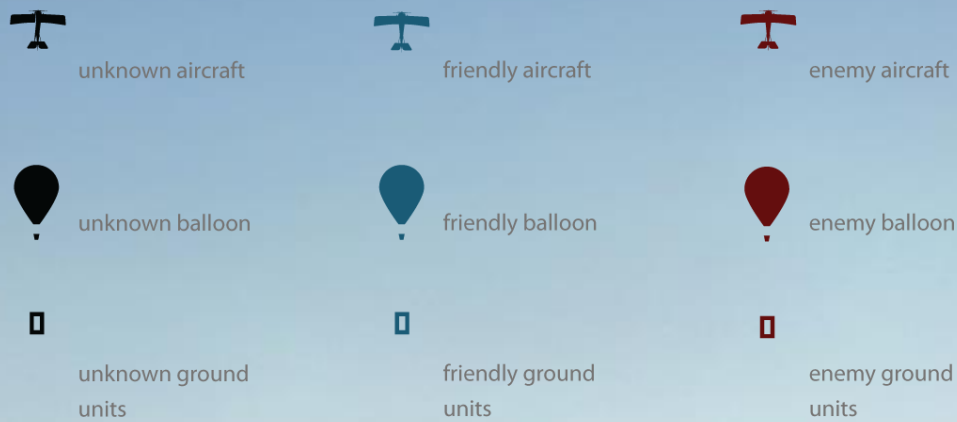 unknown aircraft
friendly aircraft
enemy aircraft
unknown balloon
friendly balloon
enemy balloon
unknown ground
units
friendly ground
units
enemy ground
units